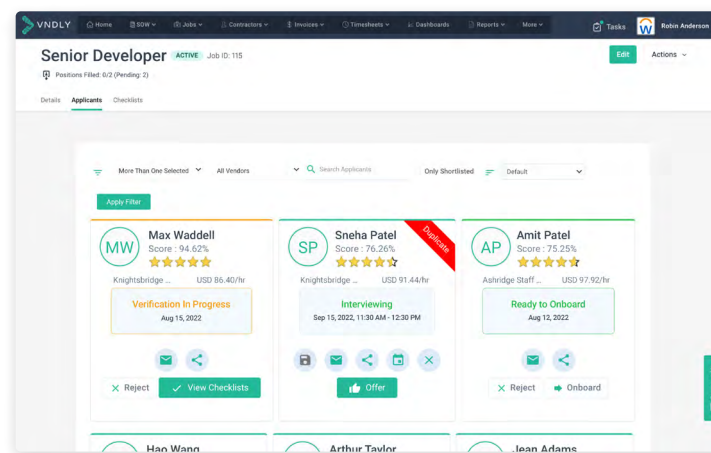 VNDLY Home SOW Jobs Contractors Invoices Timesheets Dashboards Reports More Tasks Robin Anderson
Senior Developer ACTIVE Job ID: 115 Edit Actions
Positions Filled: 0/2 (Pending: 2)
Details Applicants Checklists
More Than One Selected All Vendors Search Applicants Only Shortlisted Default
Apply Filter
MW Max Waddell
Score : 94.62%
Knightsbridge ... USD 86.40/hr
Verification In Progress
Aug 15, 2022
Reject View Checklists
SP Sneha Patel Duplicate
Score : 76.26%
Knightsbridge ... USD 91.44/hr
Interviewing
Sep 15, 2022, 11:30 AM - 12:30 PM
Offer
AP Amit Patel
Score : 75.25%
Ashridge Staff ... USD 97.92/hr
Ready to Onboard
Aug 12, 2022
Reject Onboard
Hao Wang Arthur Taylor Jean Adams